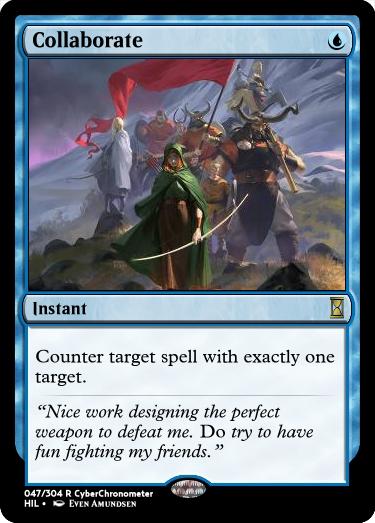 Collaborate
Instant
Counter target spell with exactly one
target.
“Nice work designing the perfect
weapon to defeat me. Do try to have
fun fighting my friends.”
047/304 R CyberChronometer
HIL • Even Amundsen